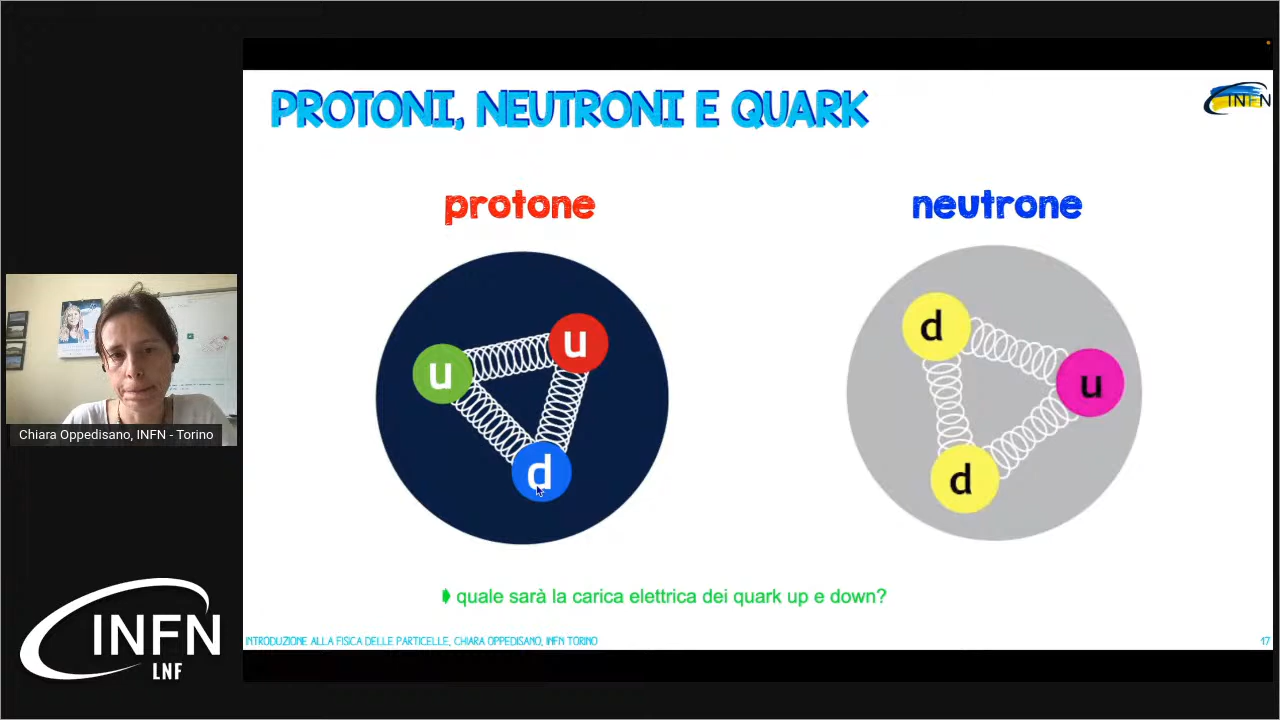 PROTONI, NEUTRONI E QUARK
INFN
protone
neutrone
u
u
d
d
u
d
quale sarà la carica elettrica dei quark up e down?
INTRODUZIONE ALLA FISICA DELLE PARTICELLE, CHIARA OPPEDISANO, INFN TORINO
17
Chiara Oppedisano, INFN - Torino
INFN
LNF